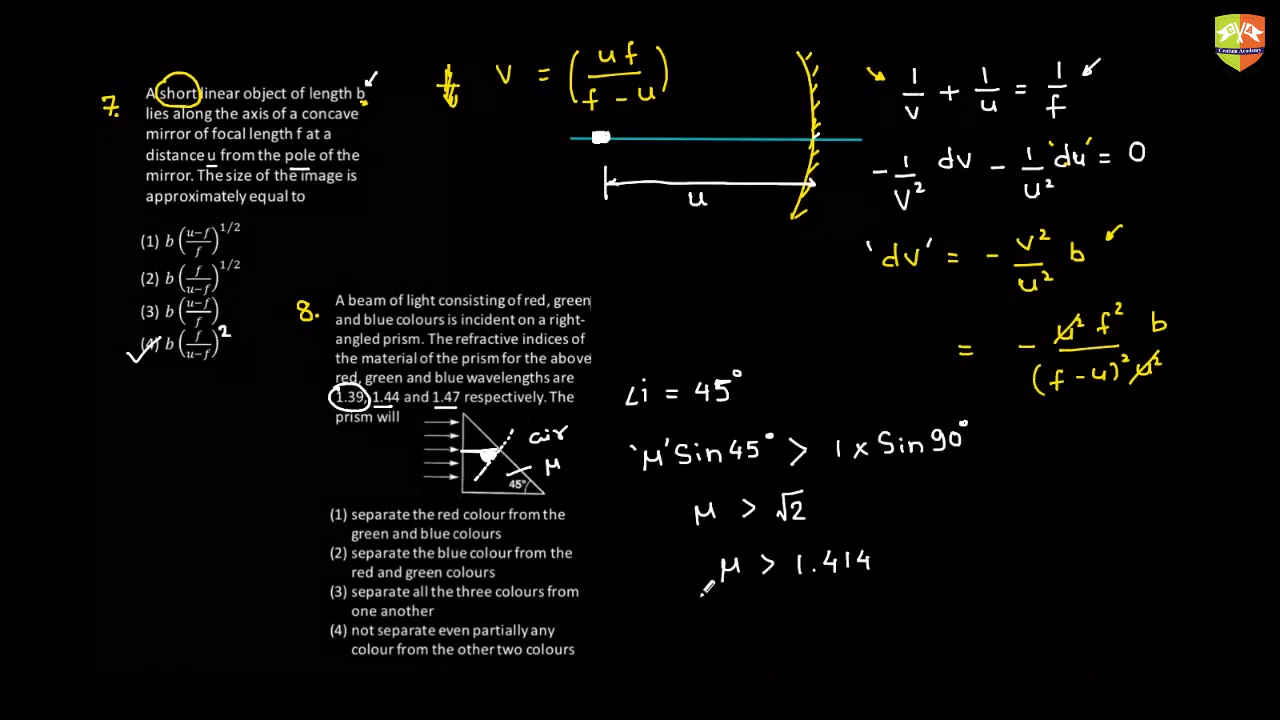 Centum Academy
7.
A short linear object of length b
lies along the axis of a concave
mirror of focal length f at a
distance u from the pole of the
mirror. The size of the image is
approximately equal to
(1) b ((u−f)/f)^1/2
(2) b (f/(u−f))^1/2
(3) b ((u−f)/f)
(4) b (f/(u−f))^2
v = (uf/(f − u))
u
1/v + 1/u = 1/f
−1/v² dv − 1/u² 'du' = 0
'dv' = − v²/u² b
= − u² f²/((f − u)² u²) b
8.
A beam of light consisting of red, green
and blue colours is incident on a right-
angled prism. The refractive indices of
the material of the prism for the above
red, green and blue wavelengths are
1.39, 1.44 and 1.47 respectively. The
prism will
air
μ
45°
(1) separate the red colour from the
green and blue colours
(2) separate the blue colour from the
red and green colours
(3) separate all the three colours from
one another
(4) not separate even partially any
colour from the other two colours
∠i = 45°
'μ' Sin 45° > 1 × Sin 90°
μ > √2
μ > 1.414